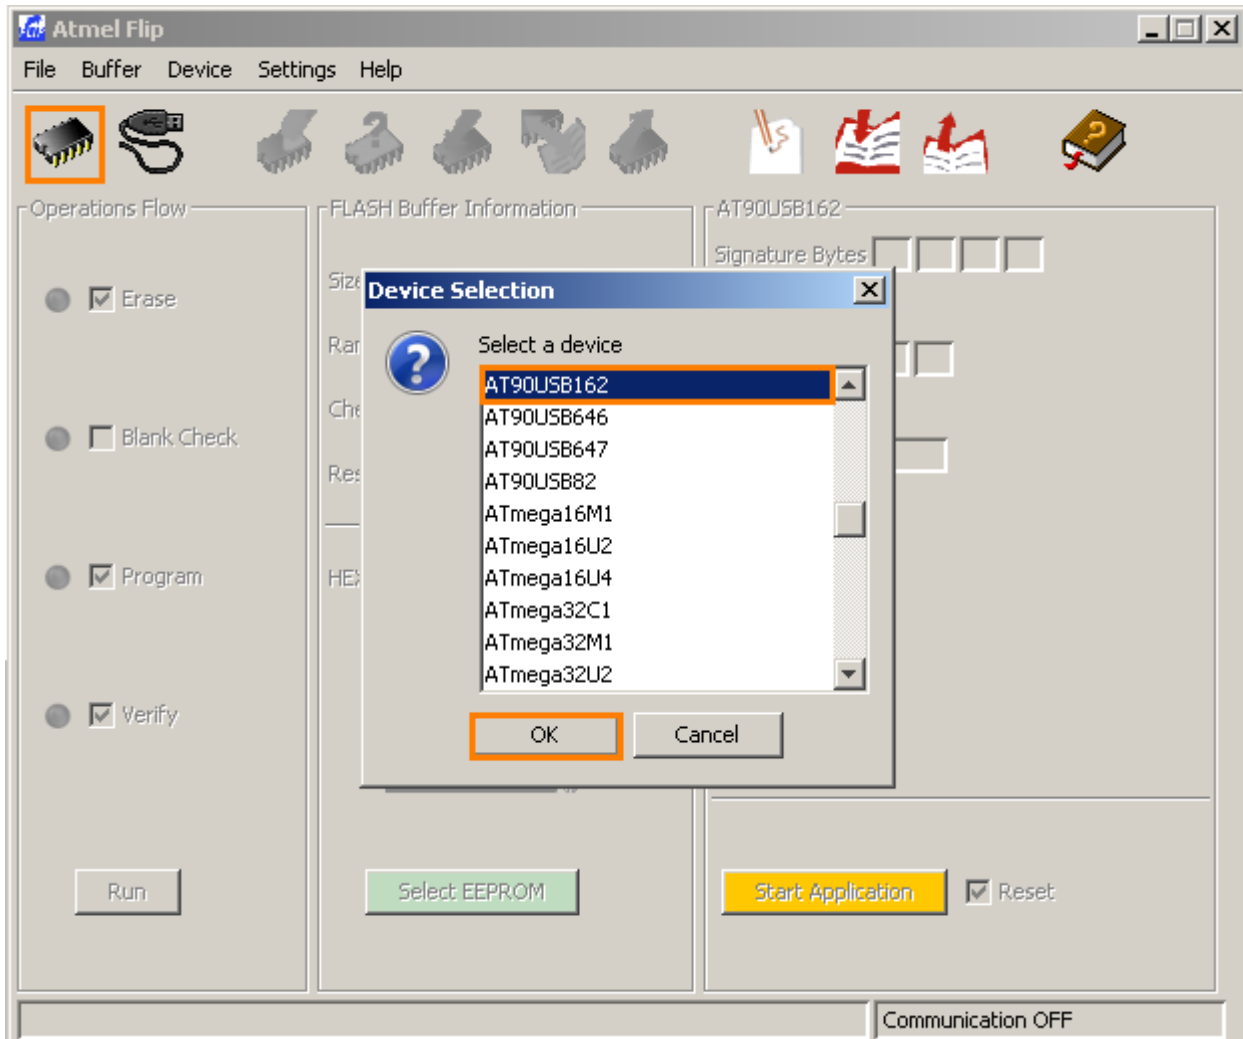 Atmel Flip
File Buffer Device Settings Help
Operations Flow
Erase
Blank Check
Program
Verify
Run
FLASH Buffer Information
Select EEPROM
AT90USB162
Signature Bytes
Start Application
Reset
Device Selection
Select a device
AT90USB162
AT90USB646
AT90USB647
AT90USB82
ATmega16M1
ATmega16U2
ATmega16U4
ATmega32C1
ATmega32M1
ATmega32U2
OK Cancel
Communication OFF